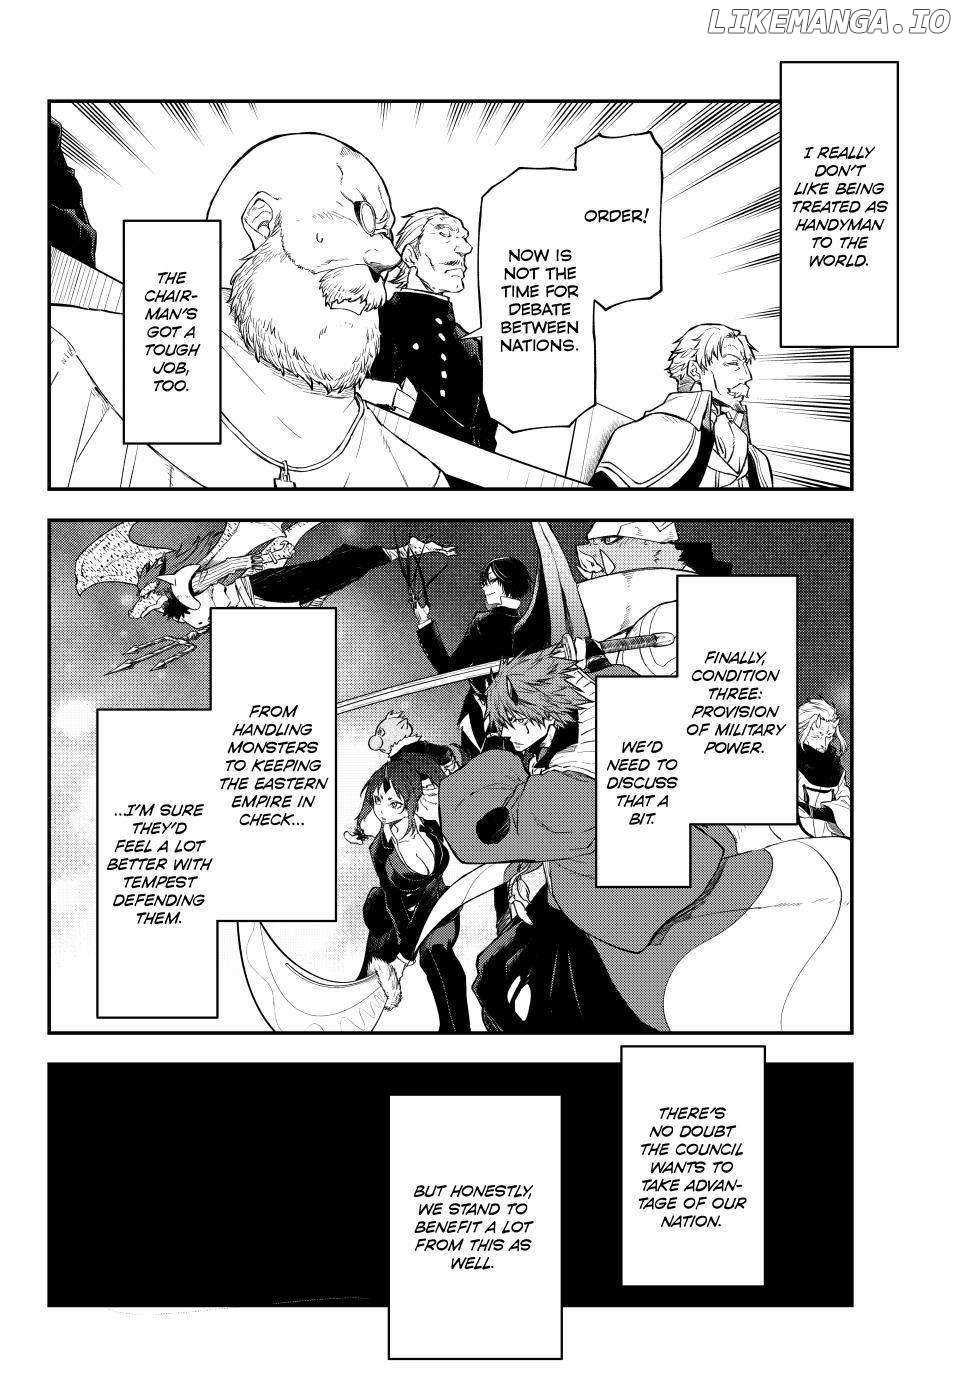 LIKEMANGA.IO
I REALLY
DON'T
LIKE BEING
TREATED AS
HANDYMAN
TO THE
WORLD.
ORDER!
NOW IS
NOT THE
TIME FOR
DEBATE
BETWEEN
NATIONS.
THE
CHAIR-
MAN'S
GOT A
TOUGH
JOB,
TOO.
FINALLY,
CONDITION
THREE:
PROVISION
OF MILITARY
POWER.
WE'D
NEED TO
DISCUSS
THAT A
BIT.
FROM
HANDLING
MONSTERS
TO KEEPING
THE EASTERN
EMPIRE IN
CHECK...
...I'M SURE
THEY'D
FEEL A LOT
BETTER WITH
TEMPEST
DEFENDING
THEM.
THERE'S
NO DOUBT
THE COUNCIL
WANTS TO
TAKE ADVAN-
TAGE OF OUR
NATION.
BUT HONESTLY,
WE STAND TO
BENEFIT A LOT
FROM THIS AS
WELL.